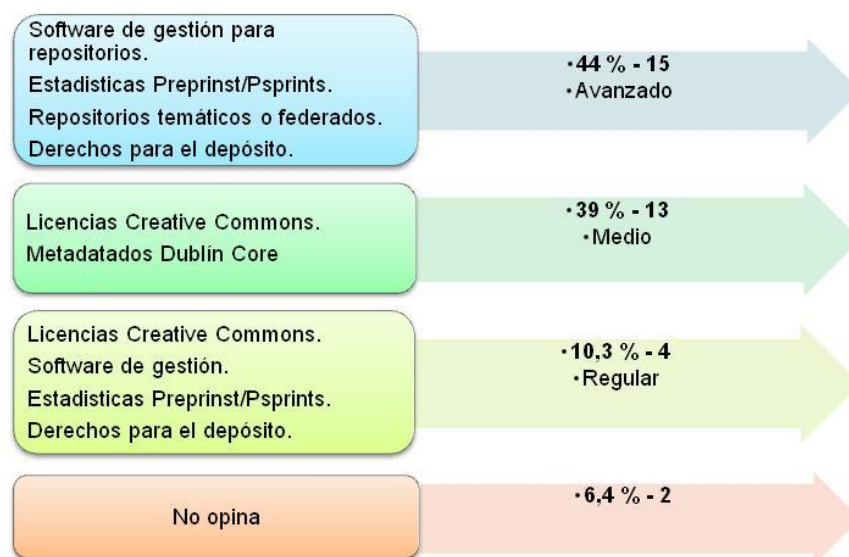 Software de gestión para
repositorios.
Estadisticas Preprinst/Psprints.
Repositorios temáticos o federados.
Derechos para el depósito.
•44 % - 15
•Avanzado
Licencias Creative Commons.
Metadatados Dublín Core
•39 % - 13
•Medio
Licencias Creative Commons.
Software de gestión.
Estadisticas Preprinst/Psprints.
Derechos para el depósito.
•10,3 % - 4
•Regular
No opina
•6,4 % - 2